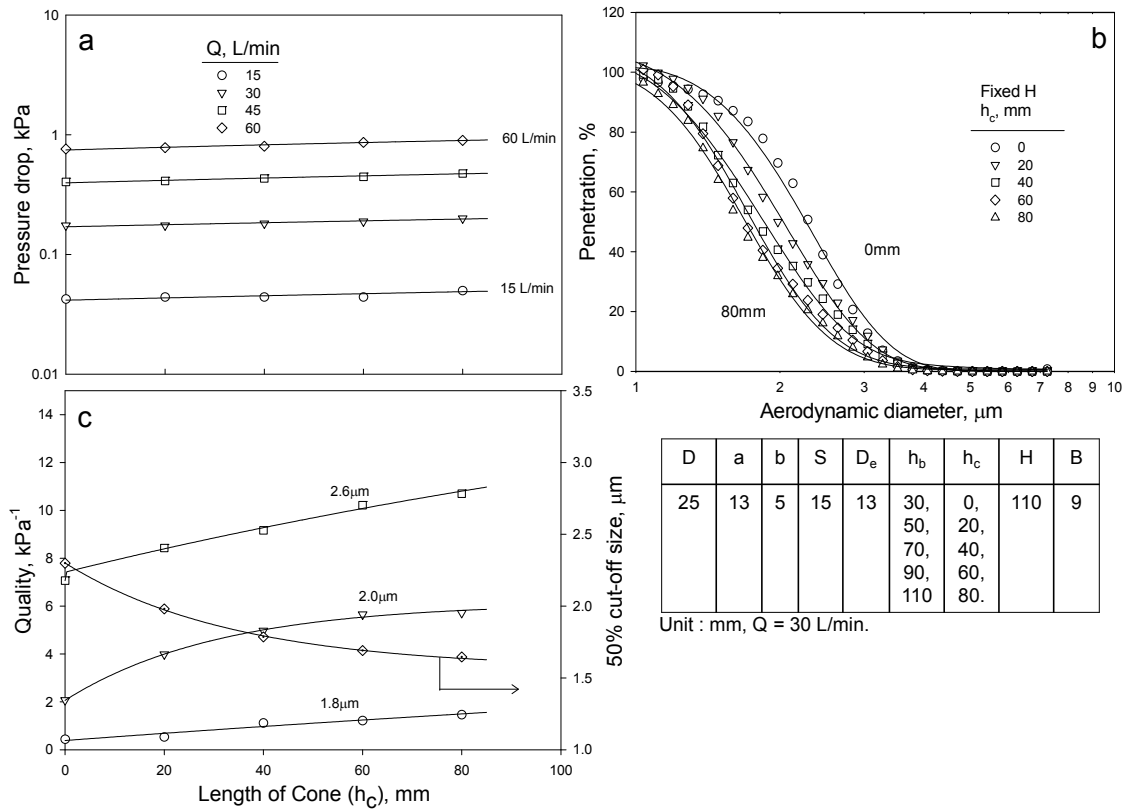 a
Q, L/min
15
30
45
60
10
1
0.1
0.01
Pressure drop, kPa
60 L/min
15 L/min
b
Fixed H
h_c, mm
0
20
40
60
80
120
100
80
60
40
20
0
Penetration, %
0mm
80mm
1 2 3 4 5 6 7 8 9 10
Aerodynamic diameter, μm
c
14
12
10
8
6
4
2
0
Quality, kPa⁻¹
2.6μm
2.0μm
1.8μm
3.5
3.0
2.5
2.0
1.5
1.0
50% cut-off size, μm
0 20 40 60 80 100
Length of Cone (h_C), mm
D a b S D_e h_b h_c H B
25 13 5 15 13 30, 0, 110 9
50, 20,
70, 40,
90, 60,
110 80.
Unit : mm, Q = 30 L/min.